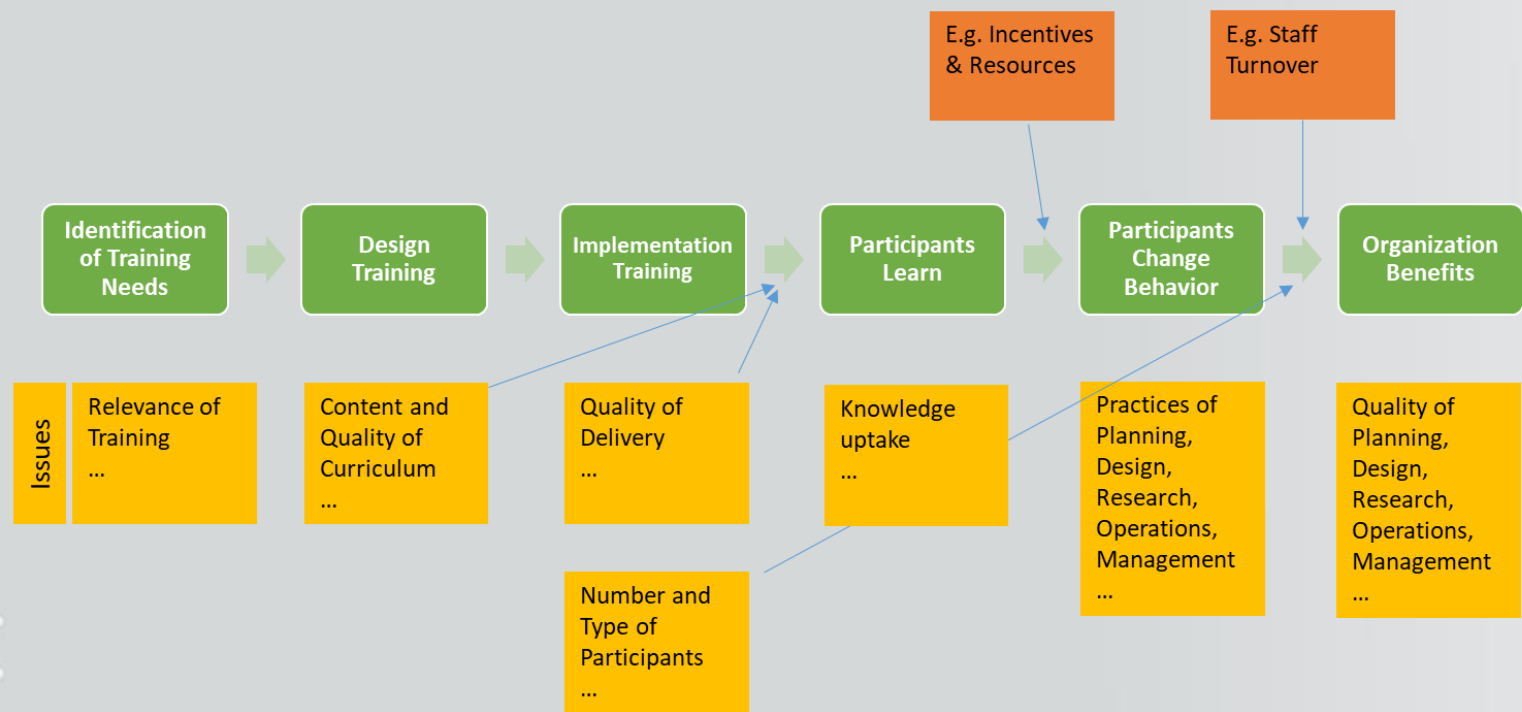 E.g. Incentives
& Resources
E.g. Staff
Turnover
Identification
of Training
Needs
Design
Training
Implementation
Training
Participants
Learn
Participants
Change
Behavior
Organization
Benefits
Issues
Relevance of
Training
...
Content and
Quality of
Curriculum
...
Quality of
Delivery
...
Knowledge
uptake
...
Practices of
Planning,
Design,
Research,
Operations,
Management
...
Quality of
Planning,
Design,
Research,
Operations,
Management
...
Number and
Type of
Participants
...